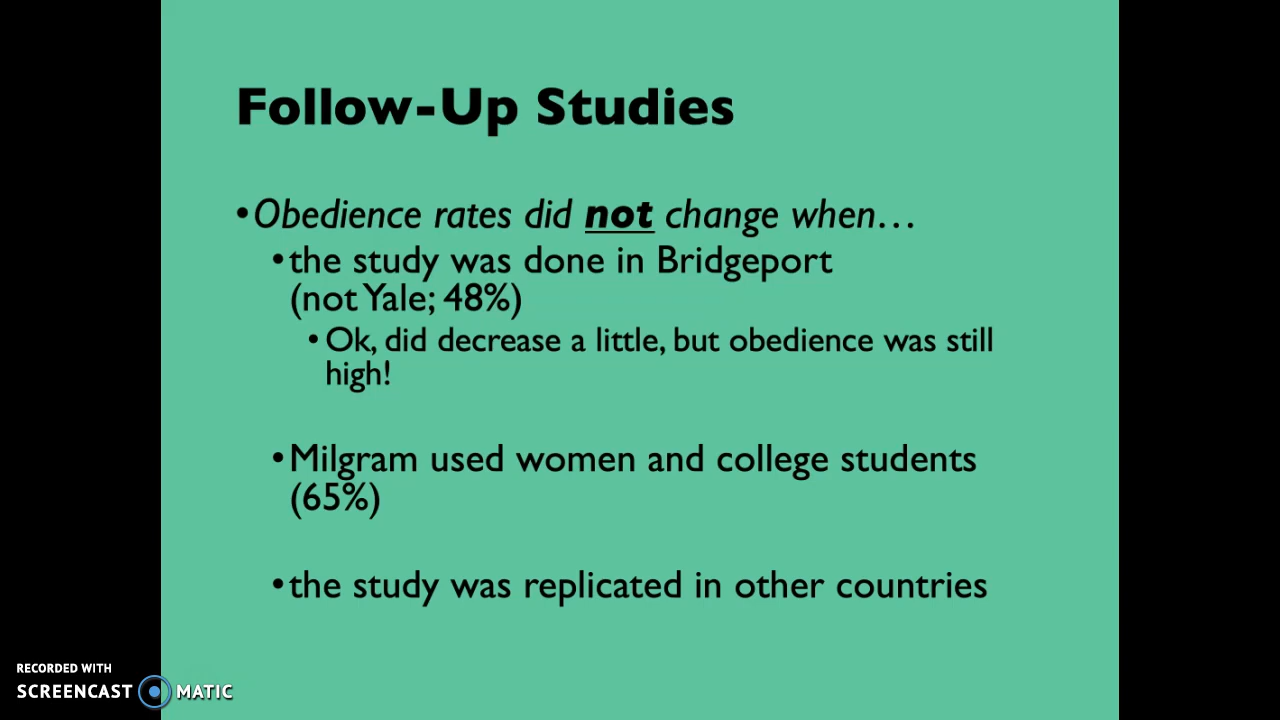 Follow-Up Studies
•Obedience rates did not change when…
•the study was done in Bridgeport
(not Yale; 48%)
•Ok, did decrease a little, but obedience was still
high!
•Milgram used women and college students
(65%)
•the study was replicated in other countries
RECORDED WITH
SCREENCAST MATIC